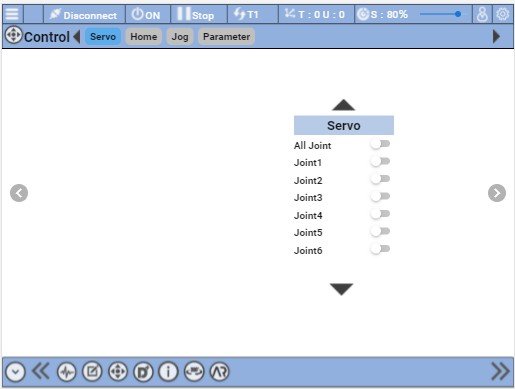 Disconnect ON Stop T1 T : 0 U : 0 S : 80%
Control Servo Home Jog Parameter
Servo
All Joint
Joint1
Joint2
Joint3
Joint4
Joint5
Joint6
AR